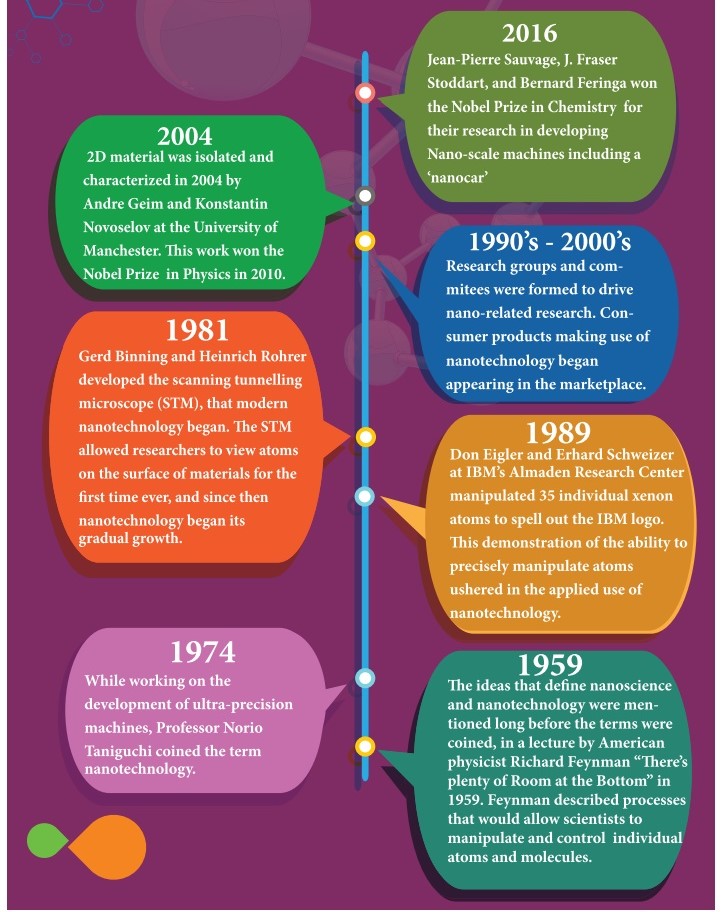 2016
Jean-Pierre Sauvage, J. Fraser
Stoddart, and Bernard Feringa won
the Nobel Prize in Chemistry for
their research in developing
Nano-scale machines including a
‘nanocar’
2004
2D material was isolated and
characterized in 2004 by
Andre Geim and Konstantin
Novoselov at the University of
Manchester. This work won the
Nobel Prize in Physics in 2010.
1990’s - 2000’s
Research groups and com-
mitees were formed to drive
nano-related research. Con-
sumer products making use of
nanotechnology began
appearing in the marketplace.
1981
Gerd Binning and Heinrich Rohrer
developed the scanning tunnelling
microscope (STM), that modern
nanotechnology began. The STM
allowed researchers to view atoms
on the surface of materials for the
first time ever, and since then
nanotechnology began its
gradual growth.
1989
Don Eigler and Erhard Schweizer
at IBM’s Almaden Research Center
manipulated 35 individual xenon
atoms to spell out the IBM logo.
This demonstration of the ability to
precisely manipulate atoms
ushered in the applied use of
nanotechnology.
1974
While working on the
development of ultra-precision
machines, Professor Norio
Taniguchi coined the term
nanotechnology.
1959
The ideas that define nanoscience
and nanotechnology were men-
tioned long before the terms were
coined, in a lecture by American
physicist Richard Feynman “There’s
plenty of Room at the Bottom” in
1959. Feynman described processes
that would allow scientists to
manipulate and control individual
atoms and molecules.